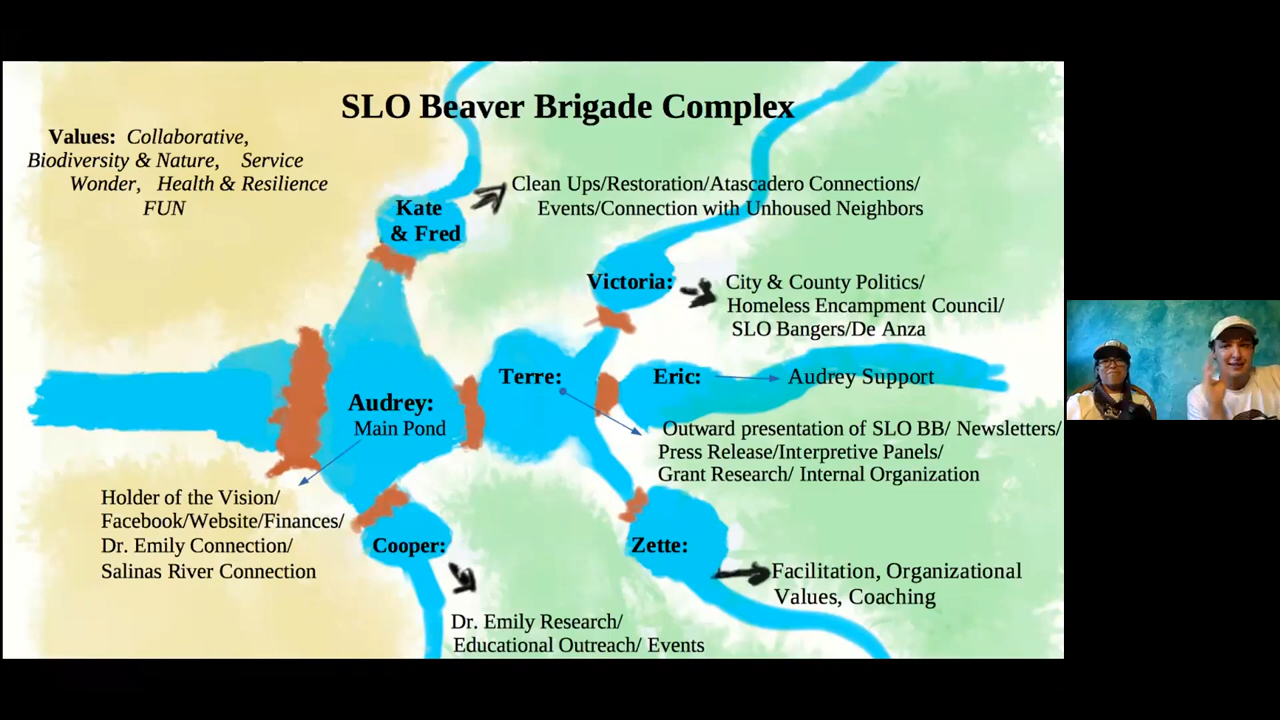 SLO Beaver Brigade Complex
Values: Collaborative,
Biodiversity & Nature, Service
Wonder, Health & Resilience
FUN
Kate
& Fred
Clean Ups/Restoration/Atascadero Connections/
Events/Connection with Unhoused Neighbors
Victoria:
City & County Politics/
Homeless Encampment Council/
SLO Bangers/De Anza
Terre:
Eric:
Audrey Support
Audrey:
Main Pond
Outward presentation of SLO BB/ Newsletters/
Press Release/Interpretive Panels/
Grant Research/ Internal Organization
Holder of the Vision/
Facebook/Website/Finances/
Dr. Emily Connection/
Salinas River Connection
Cooper:
Zette:
Facilitation, Organizational
Values, Coaching
Dr. Emily Research/
Educational Outreach/ Events